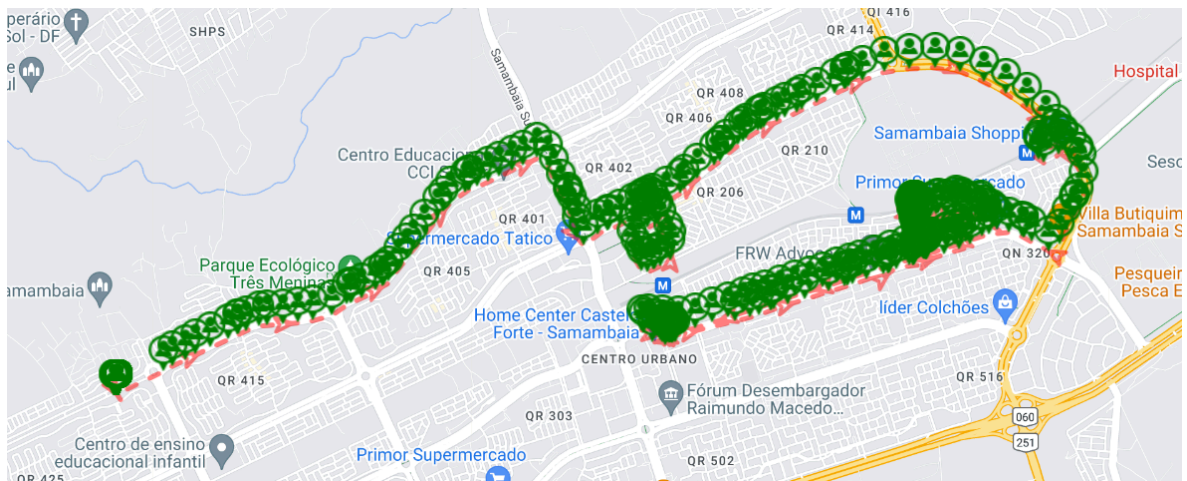 perário
Sol - DF
SHPS
QI 416
QR 414
Hospital
QR 408
QR 406
Samambaia Su
Samambaia Shoppi
M
Centro Educacion
CCI
QR 402
QR 210
Sesc
QR 206
Primor Supermercado
M
QR 401
Supermercado Tatico
Villa Butiquim
Samambaia S
Parque Ecológico
Três Menina
QR 405
FRW Advo
QN 320
amambaia
M
Pesqueir
Pesca E
Home Center Castel
Forte - Samambaia
líder Colchões
CENTRO URBANO
QR 415
QR 516
QR 303
Fórum Desembargador
Raimundo Macedo...
060
251
Centro de ensino
educacional infantil
Primor Supermercado
QR 502
QR 425